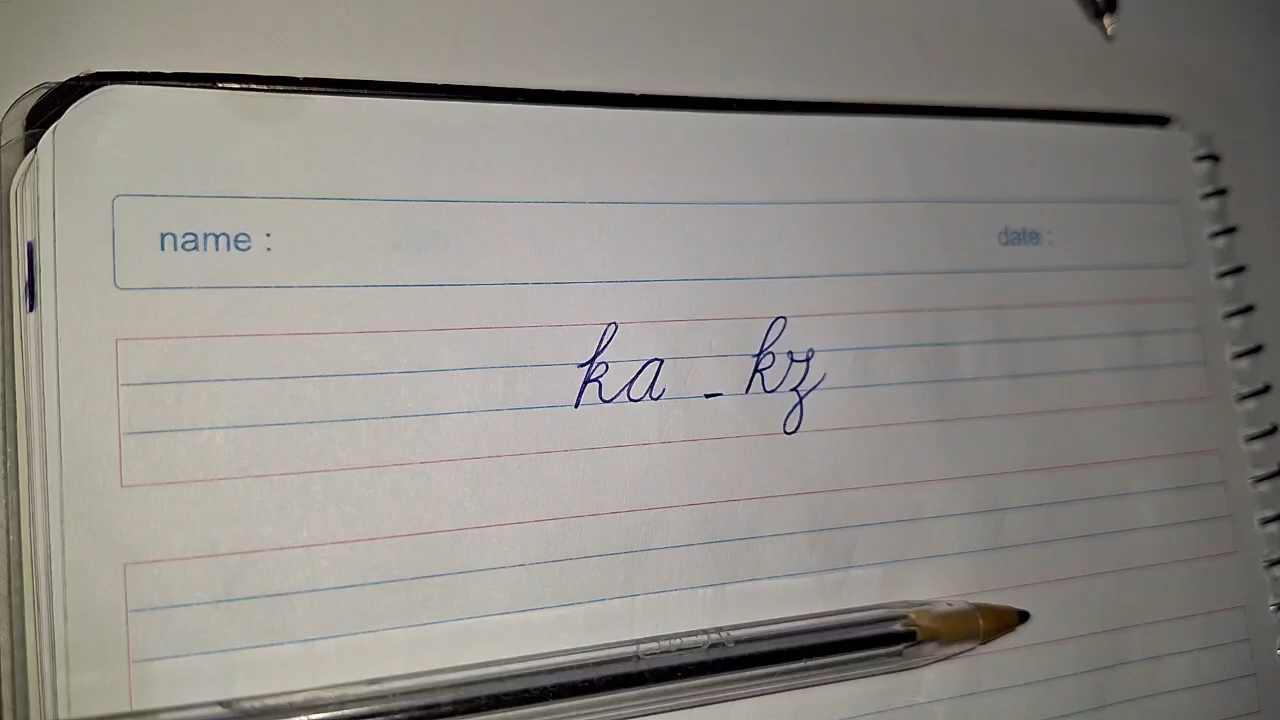 name : date :
ka - kz